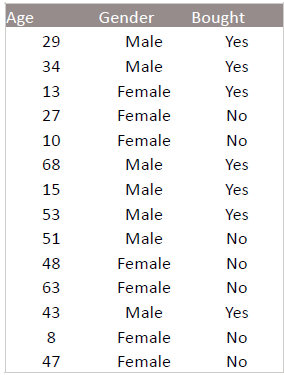 Age Gender Bought
29 Male Yes
34 Male Yes
13 Female Yes
27 Female No
10 Female No
68 Male Yes
15 Male Yes
53 Male Yes
51 Male No
48 Female No
63 Female No
43 Male Yes
8 Female No
47 Female No